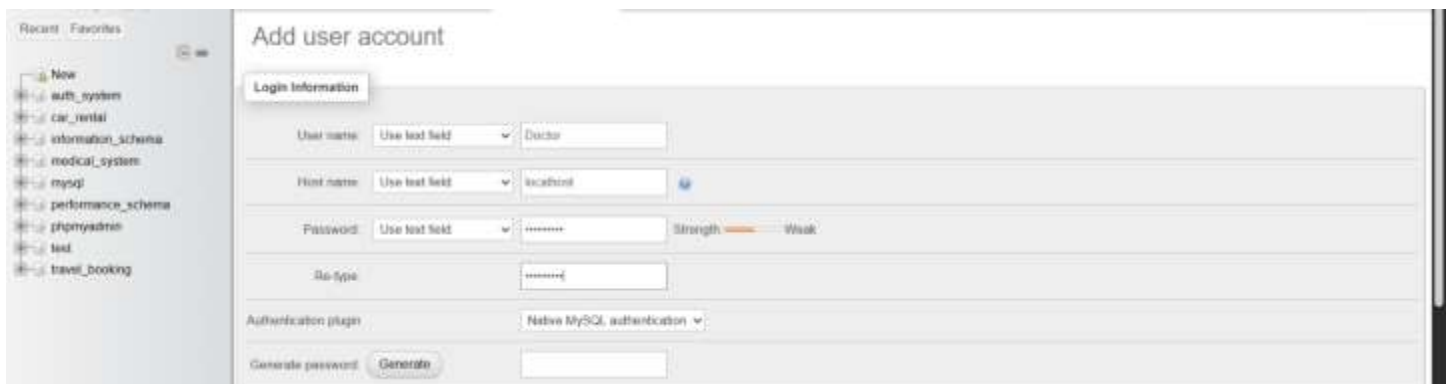 Recent Favorites
New
auth_system
car_rental
information_schema
medical_system
mysql
performance_schema
phpmyadmin
test
travel_booking
Add user account
Login Information
User name: Use text field Doctor
Host name: Use text field localhost
Password: Use text field ········· Strength Weak
Re-type: ·········
Authentication plugin Native MySQL authentication
Generate password: Generate